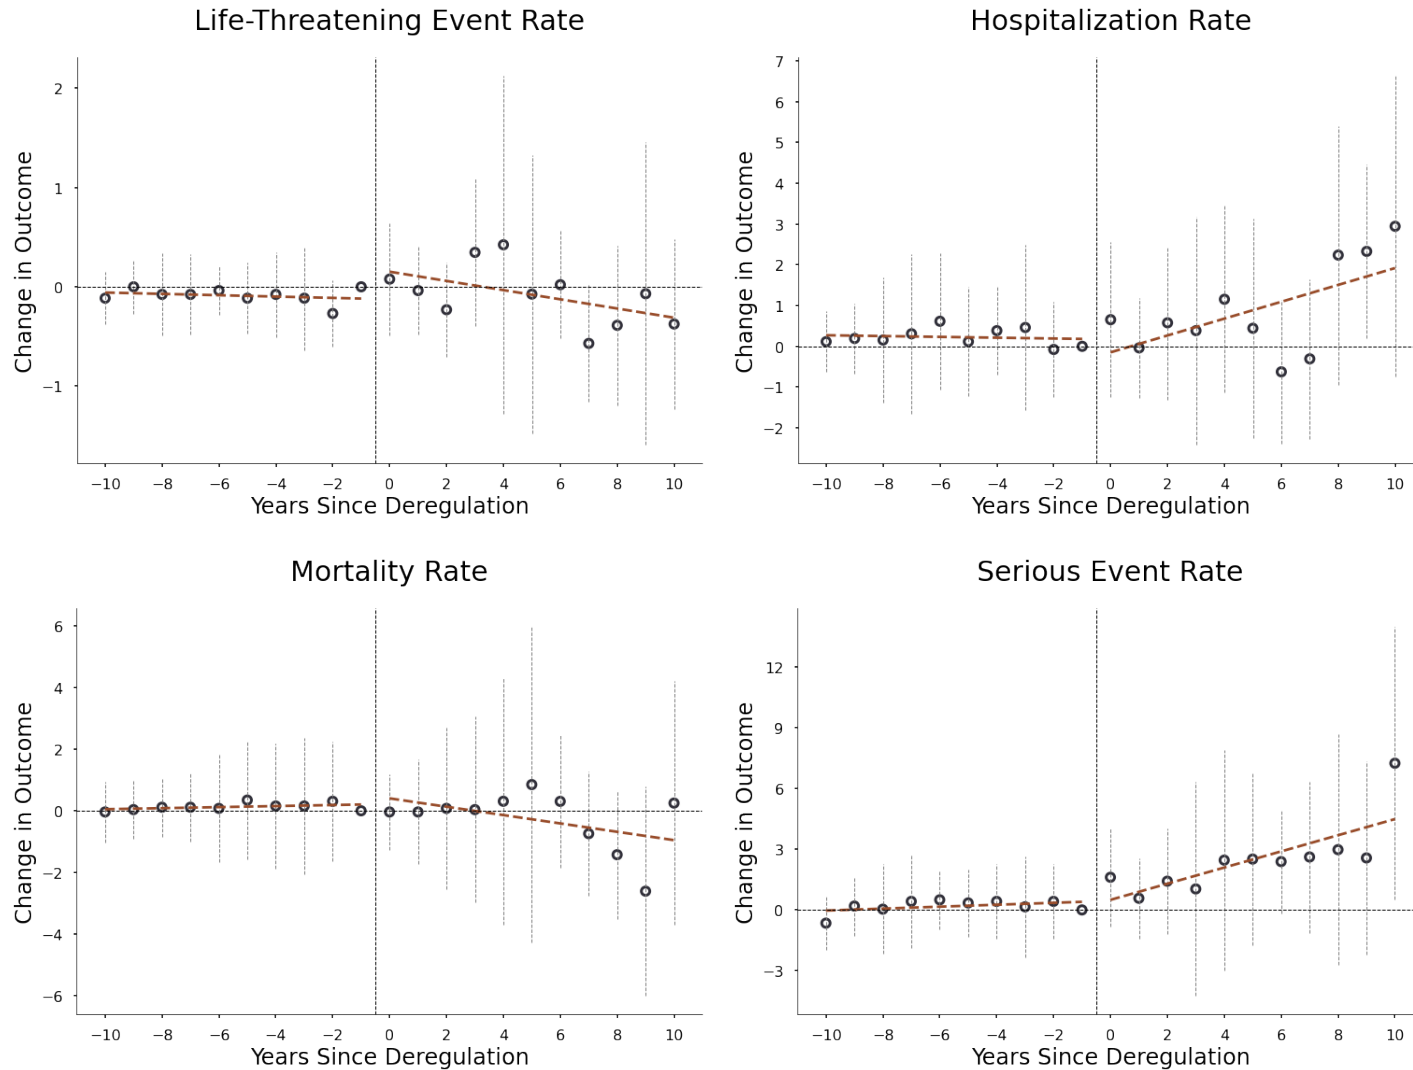 Life-Threatening Event Rate
Change in Outcome
2
1
0
−1
−10 −8 −6 −4 −2 0 2 4 6 8 10
Years Since Deregulation
Hospitalization Rate
Change in Outcome
7
6
5
4
3
2
1
0
−1
−2
−10 −8 −6 −4 −2 0 2 4 6 8 10
Years Since Deregulation
Mortality Rate
Change in Outcome
6
4
2
0
−2
−4
−6
−10 −8 −6 −4 −2 0 2 4 6 8 10
Years Since Deregulation
Serious Event Rate
Change in Outcome
12
9
6
3
0
−3
−10 −8 −6 −4 −2 0 2 4 6 8 10
Years Since Deregulation